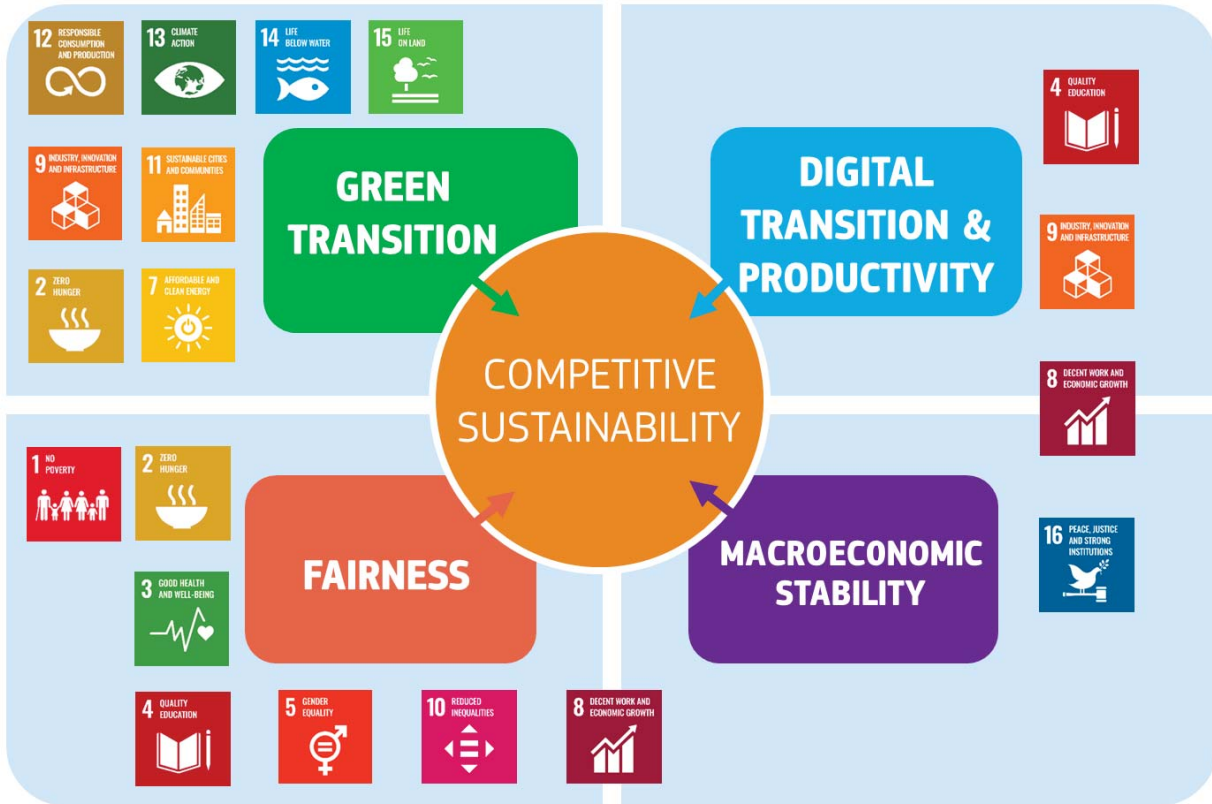 12 RESPONSIBLE
CONSUMPTION
AND PRODUCTION
13 CLIMATE
ACTION
14 LIFE
BELOW WATER
15 LIFE
ON LAND
9 INDUSTRY, INNOVATION
AND INFRASTRUCTURE
11 SUSTAINABLE CITIES
AND COMMUNITIES
2 ZERO
HUNGER
7 AFFORDABLE AND
CLEAN ENERGY
GREEN
TRANSITION
DIGITAL
TRANSITION &
PRODUCTIVITY
4 QUALITY
EDUCATION
9 INDUSTRY, INNOVATION
AND INFRASTRUCTURE
8 DECENT WORK AND
ECONOMIC GROWTH
COMPETITIVE
SUSTAINABILITY
1 NO
POVERTY
2 ZERO
HUNGER
3 GOOD HEALTH
AND WELL-BEING
FAIRNESS
4 QUALITY
EDUCATION
5 GENDER
EQUALITY
10 REDUCED
INEQUALITIES
8 DECENT WORK AND
ECONOMIC GROWTH
MACROECONOMIC
STABILITY
16 PEACE, JUSTICE
AND STRONG
INSTITUTIONS